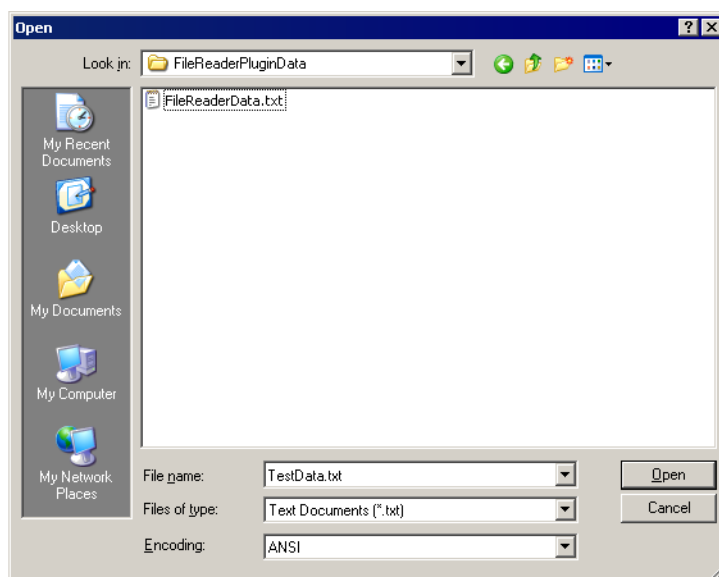 Open
Look in: FileReaderPluginData
FileReaderData.txt
My Recent
Documents
Desktop
My Documents
My Computer
My Network
Places
File name: TestData.txt Open
Files of type: Text Documents (*.txt) Cancel
Encoding: ANSI